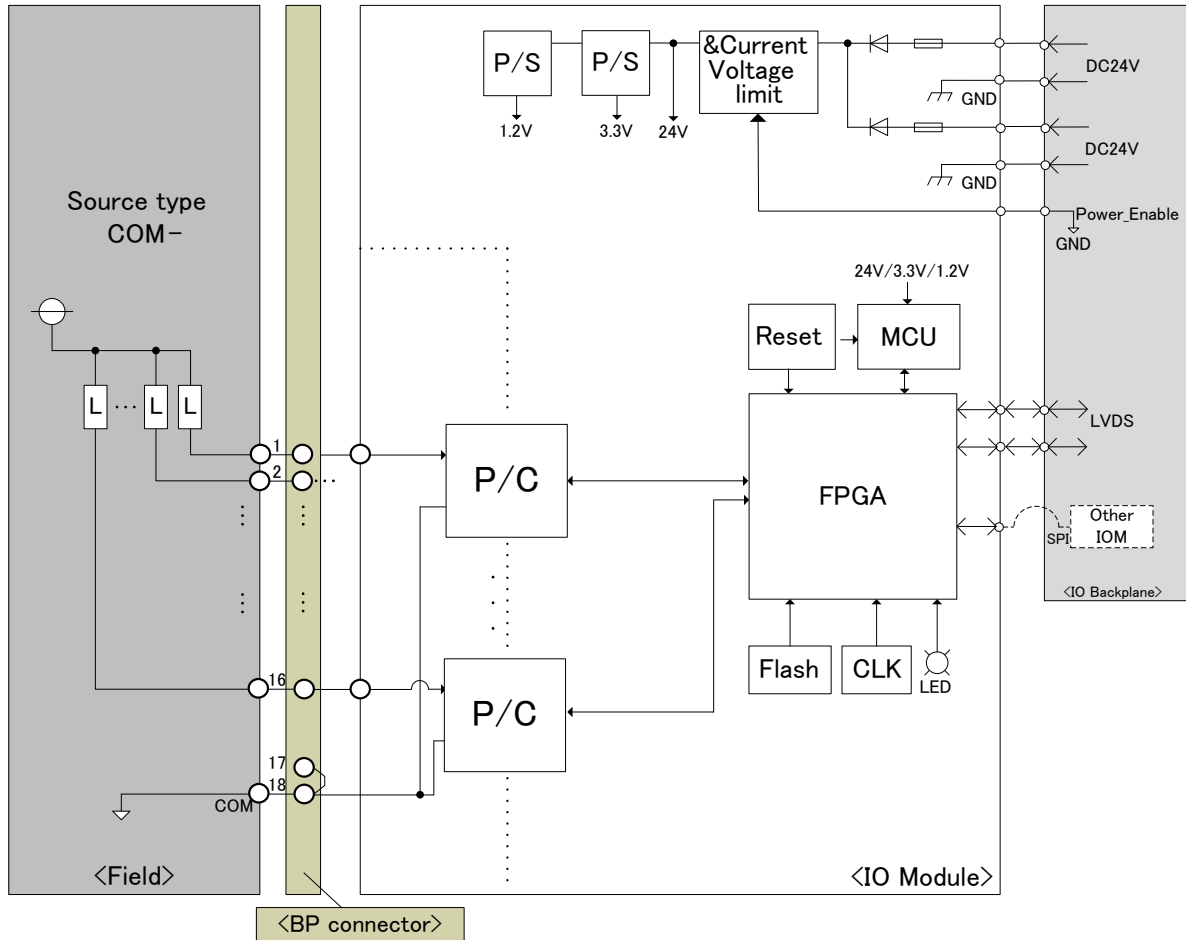 P/S
P/S
&Current
Voltage
limit
1.2V
3.3V
24V
GND
DC24V
GND
DC24V
Power_Enable
GND
Source type
COM-
24V/3.3V/1.2V
Reset
MCU
L
...
L
L
1
2
...
P/C
FPGA
LVDS
SPI
Other
IOM
<IO Backplane>
Flash
CLK
LED
16
P/C
17
18
COM
<Field>
<IO Module>
<BP connector>